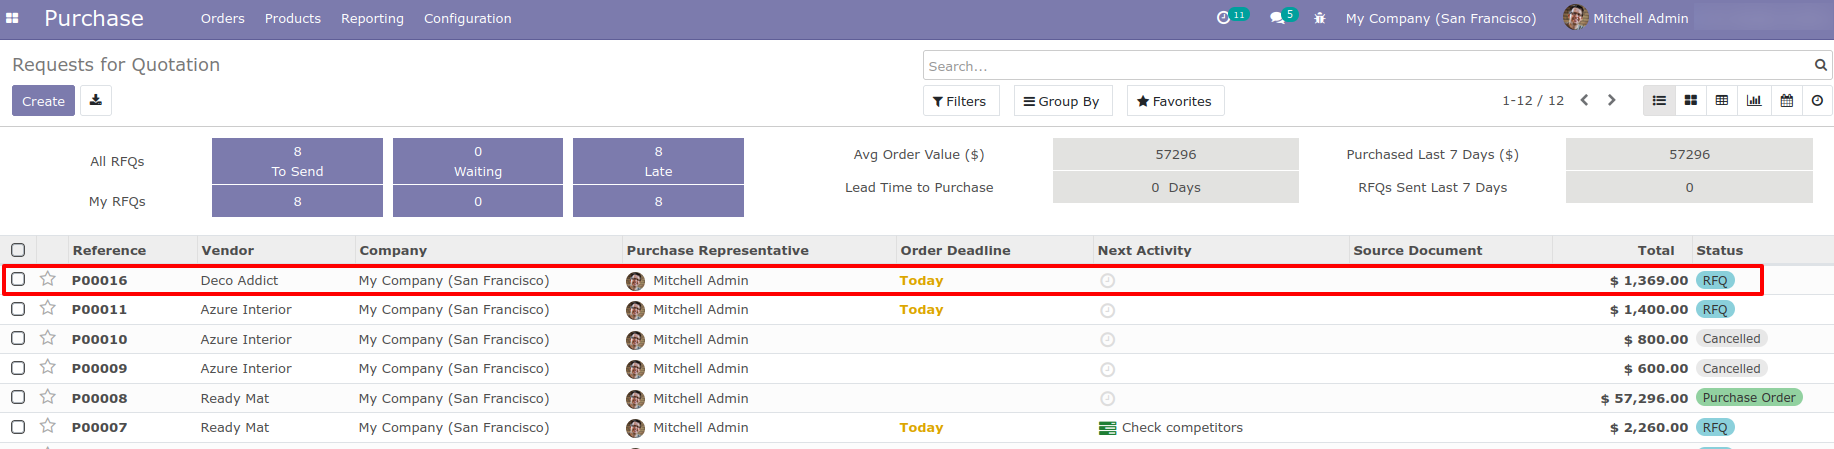 Purchase Orders Products Reporting Configuration 11 5 My Company (San Francisco) Mitchell Admin
Requests for Quotation Search...
Create Filters Group By Favorites 1-12 / 12
All RFQs 8 To Send 0 Waiting 8 Late
My RFQs 8 0 8
Avg Order Value ($) 57296 Purchased Last 7 Days ($) 57296
Lead Time to Purchase 0 Days RFQs Sent Last 7 Days 0
Reference Vendor Company Purchase Representative Order Deadline Next Activity Source Document Total Status
P00016 Deco Addict My Company (San Francisco) Mitchell Admin Today $ 1,369.00 RFQ
P00011 Azure Interior My Company (San Francisco) Mitchell Admin Today $ 1,400.00 RFQ
P00010 Azure Interior My Company (San Francisco) Mitchell Admin $ 800.00 Cancelled
P00009 Azure Interior My Company (San Francisco) Mitchell Admin $ 600.00 Cancelled
P00008 Ready Mat My Company (San Francisco) Mitchell Admin $ 57,296.00 Purchase Order
P00007 Ready Mat My Company (San Francisco) Mitchell Admin Today Check competitors $ 2,260.00 RFQ